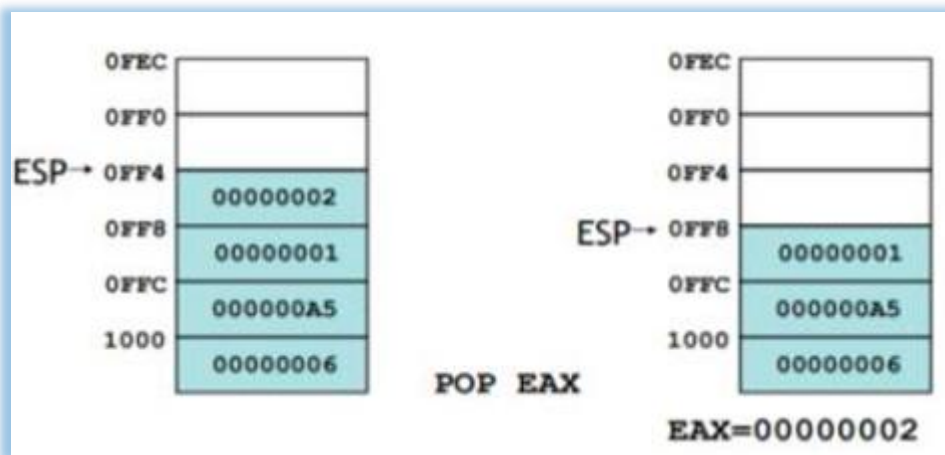 0FEC
0FF0
ESP→ 0FF4
00000002
0FF8
00000001
0FFC
000000A5
1000
00000006
POP EAX
0FEC
0FF0
0FF4
ESP→ 0FF8
00000001
0FFC
000000A5
1000
00000006
EAX=00000002